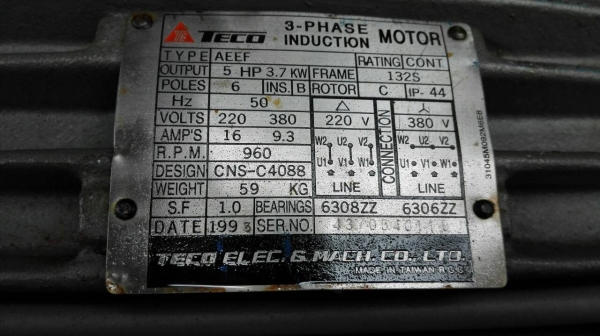 TECO 3-PHASE INDUCTION MOTOR
TYPE AEEF RATING CONT
OUTPUT 5 HP 3.7 KW FRAME 132S
POLES 6 INS. B ROTOR C IP- 44
Hz 50
VOLTS 220 380 220 V 380 V
AMP'S 16 9.3 W2 U2 V2 W2 U2 V2
R.P.M. 960 U1 V1 W1 U1 V1 W1
CONNECTION
DESIGN CNS-C4088
WEIGHT 59 KG LINE LINE
S.F 1.0 BEARINGS 6308ZZ 6306ZZ
DATE 1993 SER.NO.
TECO ELEC. & MACH. CO., LTD.
MADE IN TAIWAN R.O.C